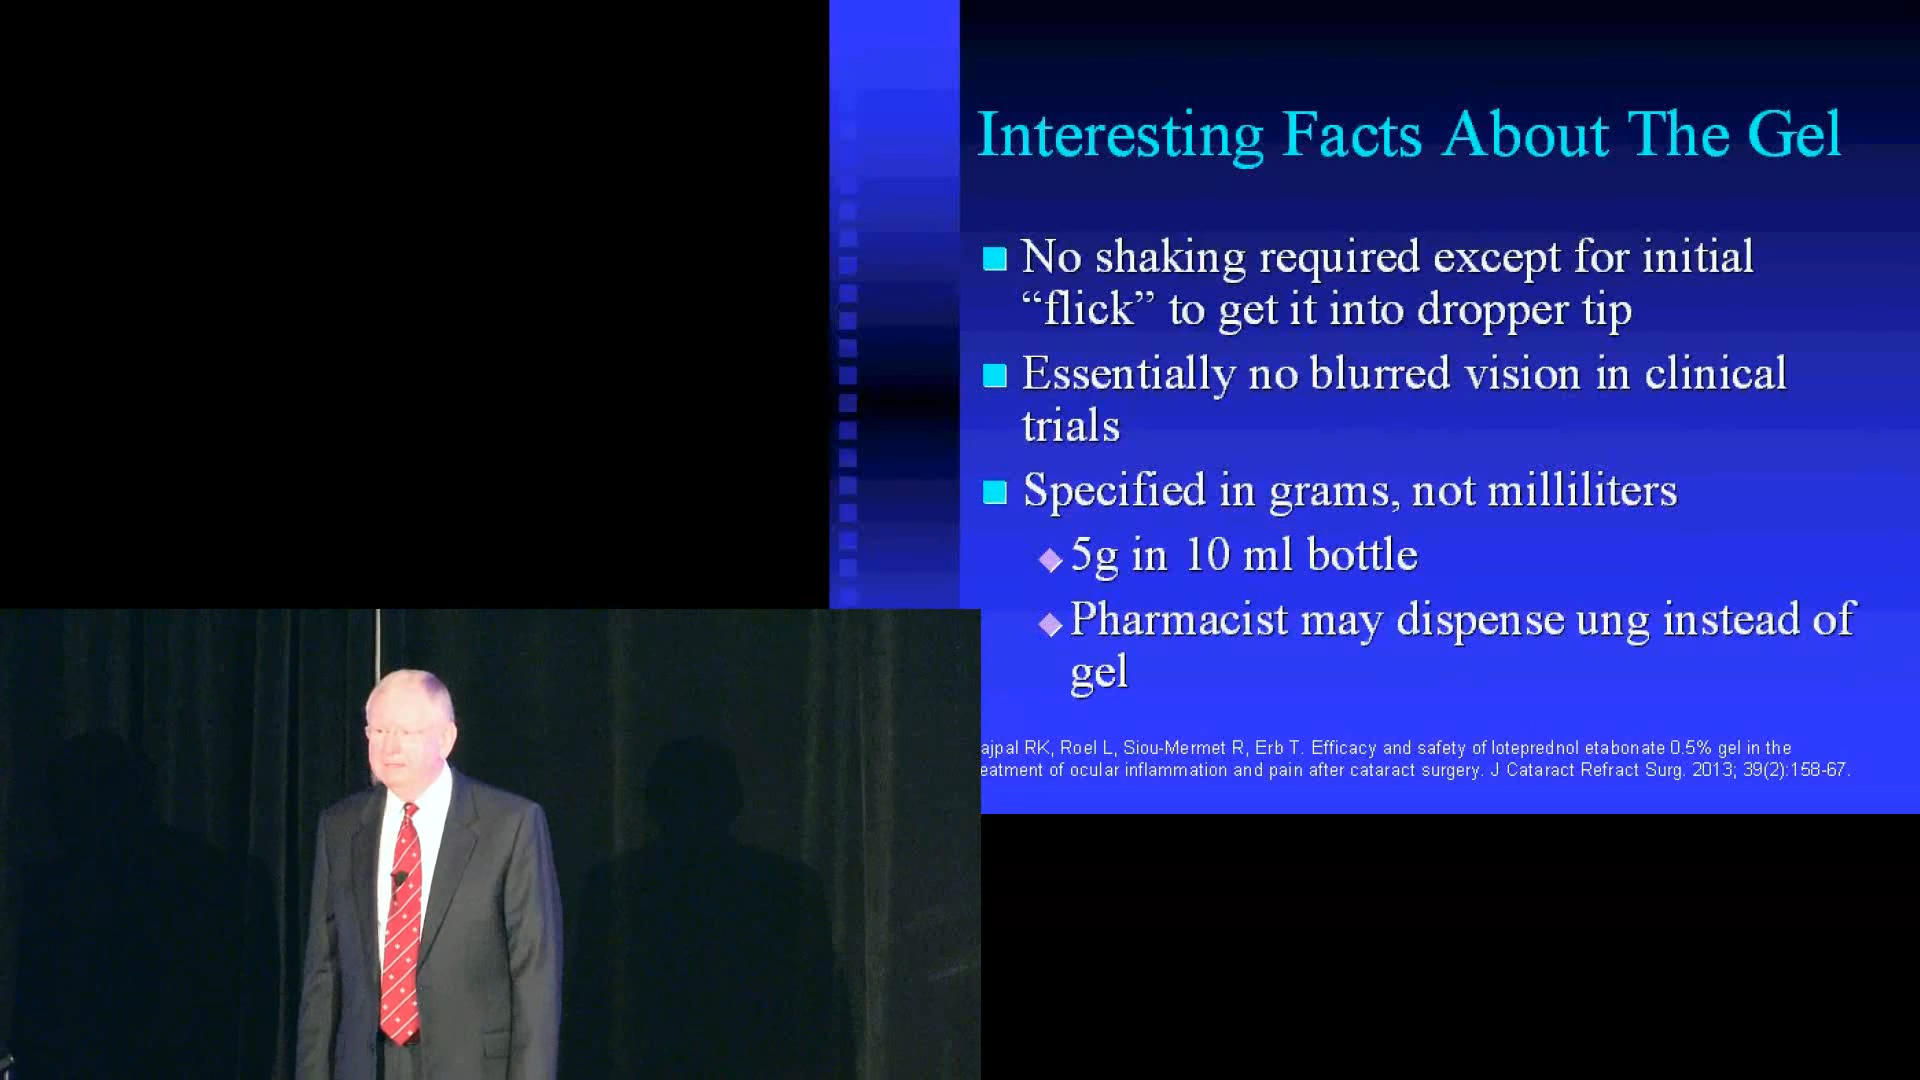 Interesting Facts About The Gel
No shaking required except for initial
“flick” to get it into dropper tip
Essentially no blurred vision in clinical
trials
Specified in grams, not milliliters
5g in 10 ml bottle
Pharmacist may dispense ung instead of
gel
ajpal RK, Roel L, Siou-Mermet R, Erb T. Efficacy and safety of loteprednol etabonate 0.5% gel in the
eatment of ocular inflammation and pain after cataract surgery. J Cataract Refract Surg. 2013; 39(2):158-67.